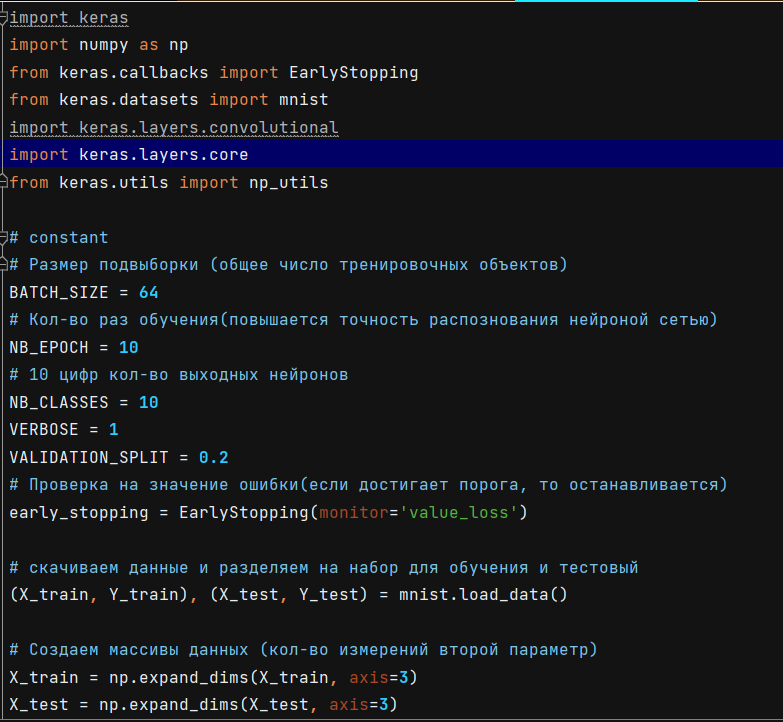 import keras
import numpy as np
from keras.callbacks import EarlyStopping
from keras.datasets import mnist
import keras.layers.convolutional
import keras.layers.core
from keras.utils import np_utils
# constant
# Размер подвыборки (общее число тренировочных объектов)
BATCH_SIZE = 64
# Кол-во раз обучения(повышается точность распознования нейроной сетью)
NB_EPOCH = 10
# 10 цифр кол-во выходных нейронов
NB_CLASSES = 10
VERBOSE = 1
VALIDATION_SPLIT = 0.2
# Проверка на значение ошибки(если достигает порога, то останавливается)
early_stopping = EarlyStopping(monitor='value_loss')
# скачиваем данные и разделяем на набор для обучения и тестовый
(X_train, Y_train), (X_test, Y_test) = mnist.load_data()
# Создаем массивы данных (кол-во измерений второй параметр)
X_train = np.expand_dims(X_train, axis=3)
X_test = np.expand_dims(X_test, axis=3)